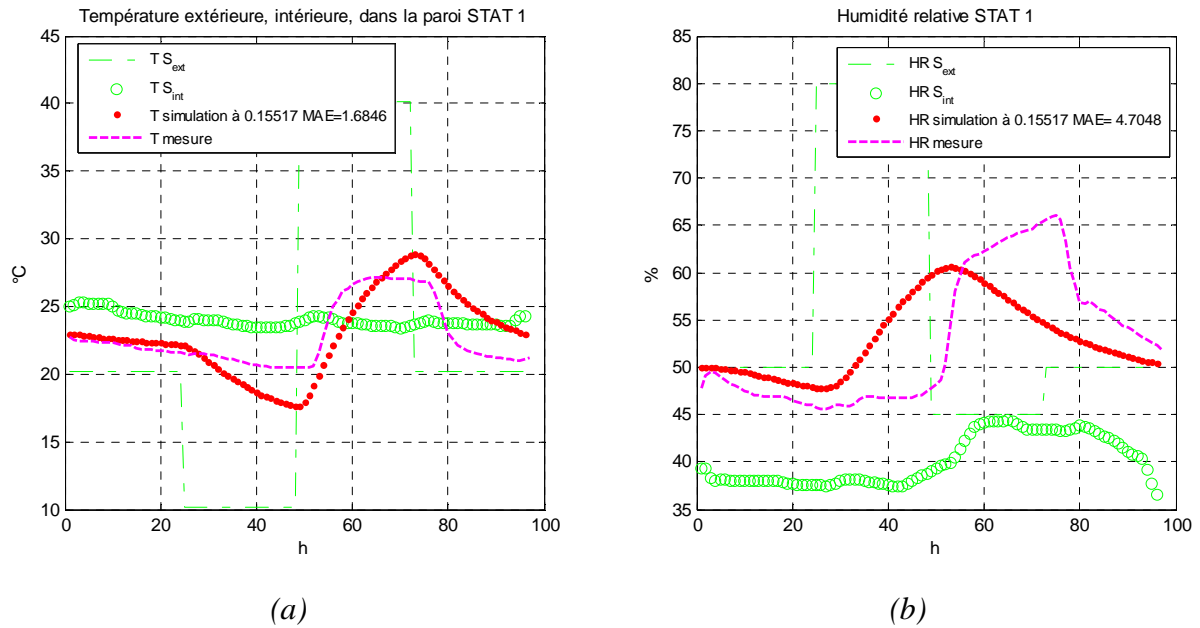 Température extérieure, intérieure, dans la paroi STAT 1
45
40
35
30
25
20
15
10
°C
0
20
40
60
80
100
h
T S_ext
T S_int
T simulation à 0.15517 MAE=1.6846
T mesure
(a)
Humidité relative STAT 1
85
80
75
70
65
60
55
50
45
40
35
%
0
20
40
60
80
100
h
HR S_ext
HR S_int
HR simulation à 0.15517 MAE= 4.7048
HR mesure
(b)